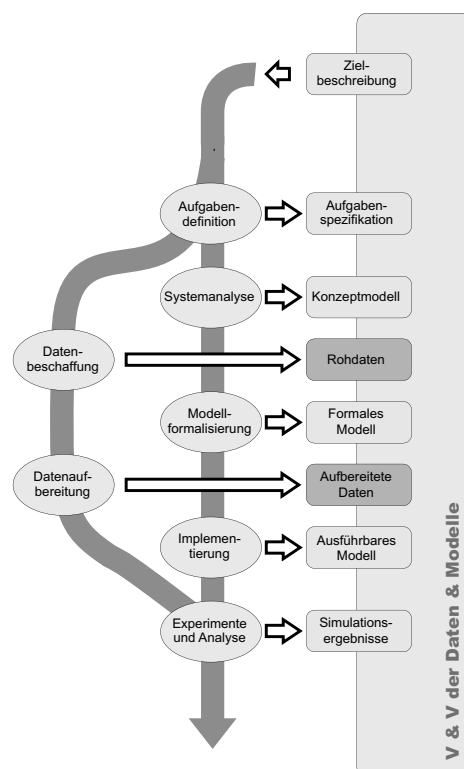 Ziel-
beschreibung
Aufgaben-
definition
Aufgaben-
spezifikation
Systemanalyse
Konzeptmodell
Daten-
beschaffung
Rohdaten
Modell-
formalisierung
Formales
Modell
Datenauf-
bereitung
Aufbereitete
Daten
Implemen-
tierung
Ausführbares
Modell
Experimente
und Analyse
Simulations-
ergebnisse
V & V der Daten & Modelle